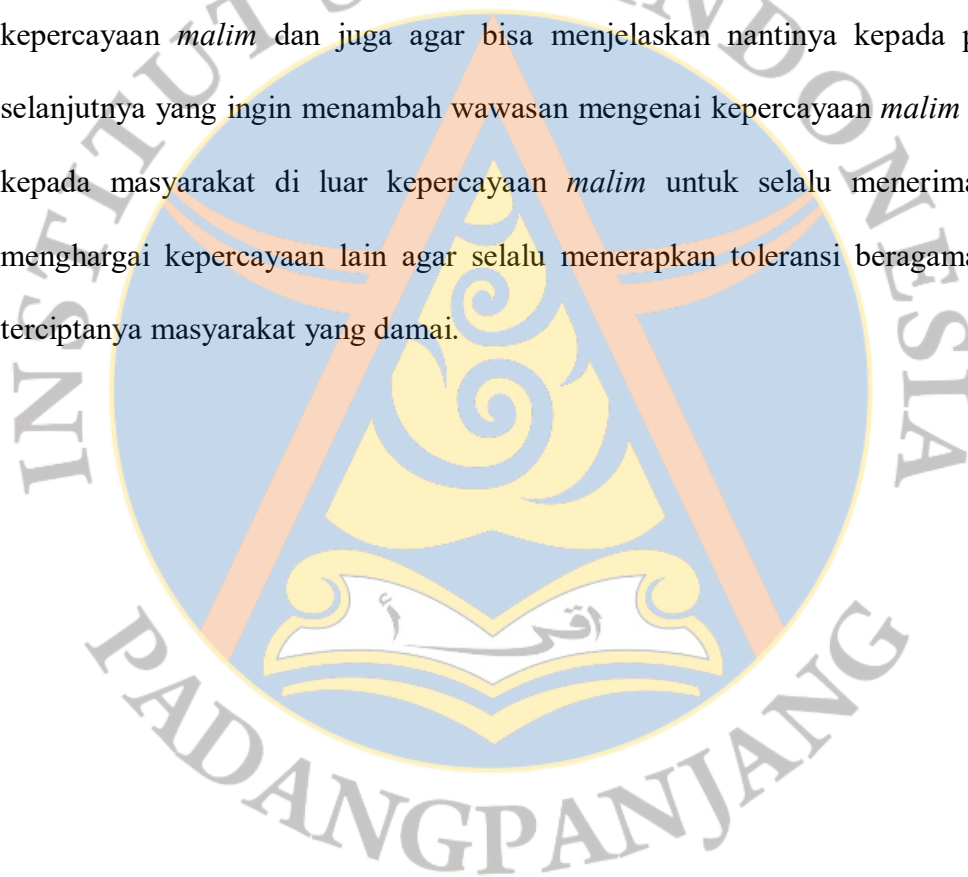 kepercayaan malim dan juga agar bisa menjelaskan nantinya kepada p
selanjutnya yang ingin menambah wawasan mengenai kepercayaan malim
kepada masyarakat di luar kepercayaan malim untuk selalu menerima
menghargai kepercayaan lain agar selalu menerapkan toleransi beragama
terciptanya masyarakat yang damai.
INSTITUT NDONESIA
اقرأ
PADANGPANJANG